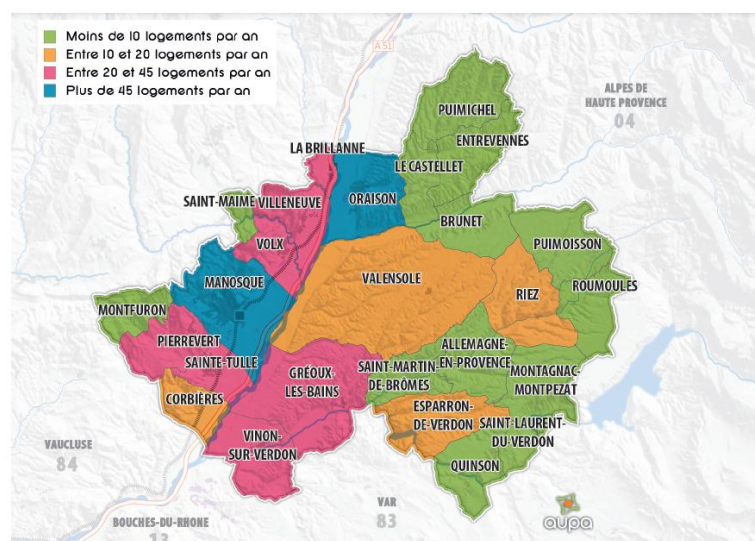 Moins de 10 logements par an
Entre 10 et 20 logements par an
Entre 20 et 45 logements par an
Plus de 45 logements par an
A 51
ALPES DE
HAUTE PROVENCE
04
PUIMICHEL
ENTREVENNES
LA BRILLANNE
LE CASTELLET
SAINT-MAIME
VILLENEUVE
ORAISON
BRUNET
VOLX
PUIMOISSON
MANOSQUE
VALENSOLE
RIEZ
ROUMOULES
MONTFURON
PIERREVERT
SAINTE-TULLE
ALLEMAGNE-
EN-PROVENCE
GRÉOUX-
LES-BAINS
SAINT-MARTIN-
DE-BRÔMES
MONTAGNAC-
MONTPEZAT
CORBIÈRES
ESPARRON-
DE-VERDON
SAINT-LAURENT-
DU-VERDON
VINON-
SUR-VERDON
QUINSON
VAUCLUSE
84
VAR
83
BOUCHES-DU-RHONE
13
aupa